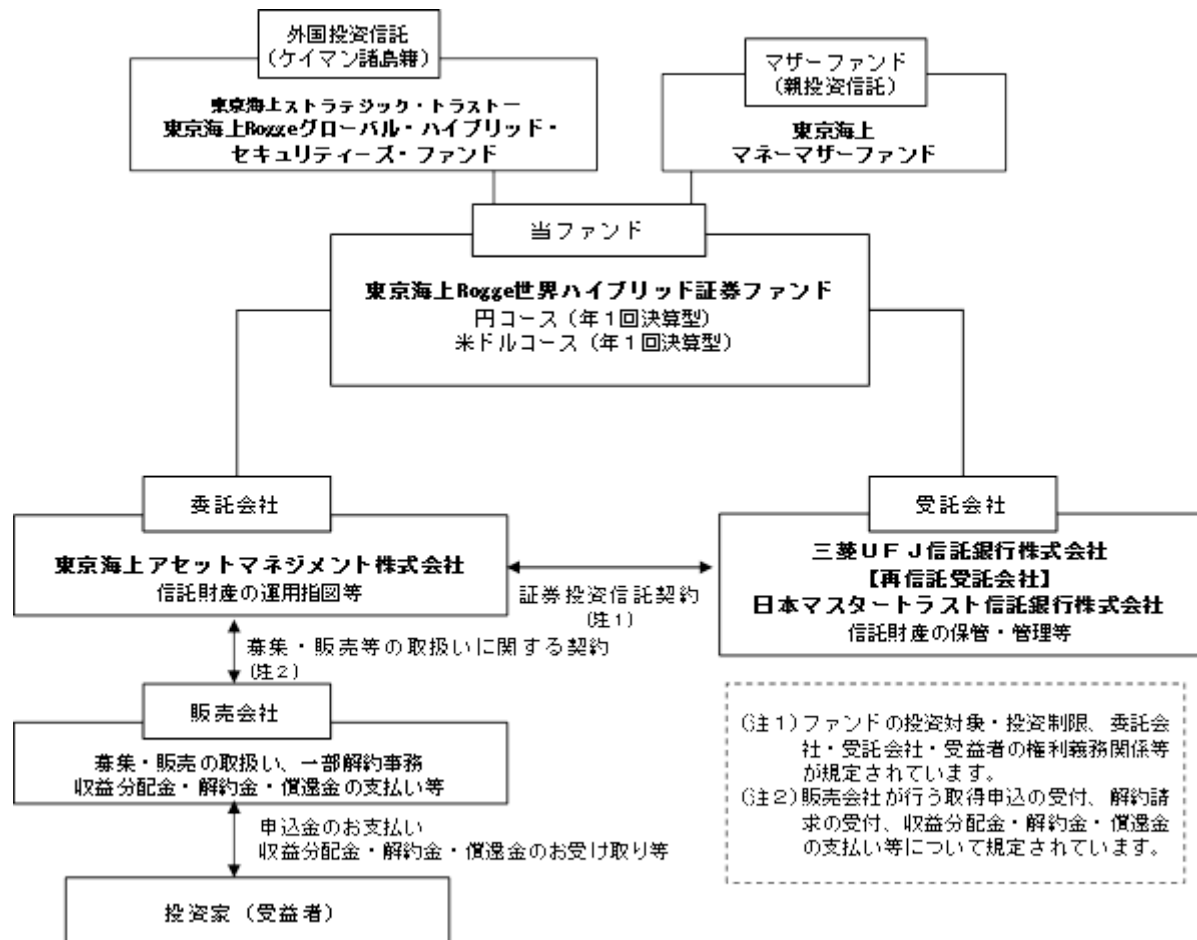 外国投資信託
（ケイマン諸島籍）
東京海上ストラテジック・トラスト－
東京海上Roggeグローバル・ハイブリッド・
セキュリティーズ・ファンド
マザーファンド
（親投資信託）
東京海上
マネーマザーファンド
当ファンド
東京海上Rogge世界ハイブリッド証券ファンド
円コース（年１回決算型）
米ドルコース（年１回決算型）
委託会社
東京海上アセットマネジメント株式会社
信託財産の運用指図等
証券投資信託契約
（注１）
受託会社
三菱ＵＦＪ信託銀行株式会社
【再信託受託会社】
日本マスタートラスト信託銀行株式会社
信託財産の保管・管理等
募集・販売等の取扱いに関する契約
（注２）
販売会社
募集・販売の取扱い、一部解約事務
収益分配金・解約金・償還金の支払い等
申込金のお支払い
収益分配金・解約金・償還金のお受け取り等
投資家（受益者）
（注１）ファンドの投資対象・投資制限、委託会
社・受託会社・受益者の権利義務関係等
が規定されています。
（注２）販売会社が行う取得申込の受付、解約請
求の受付、収益分配金・解約金・償還金
の支払い等について規定されています。